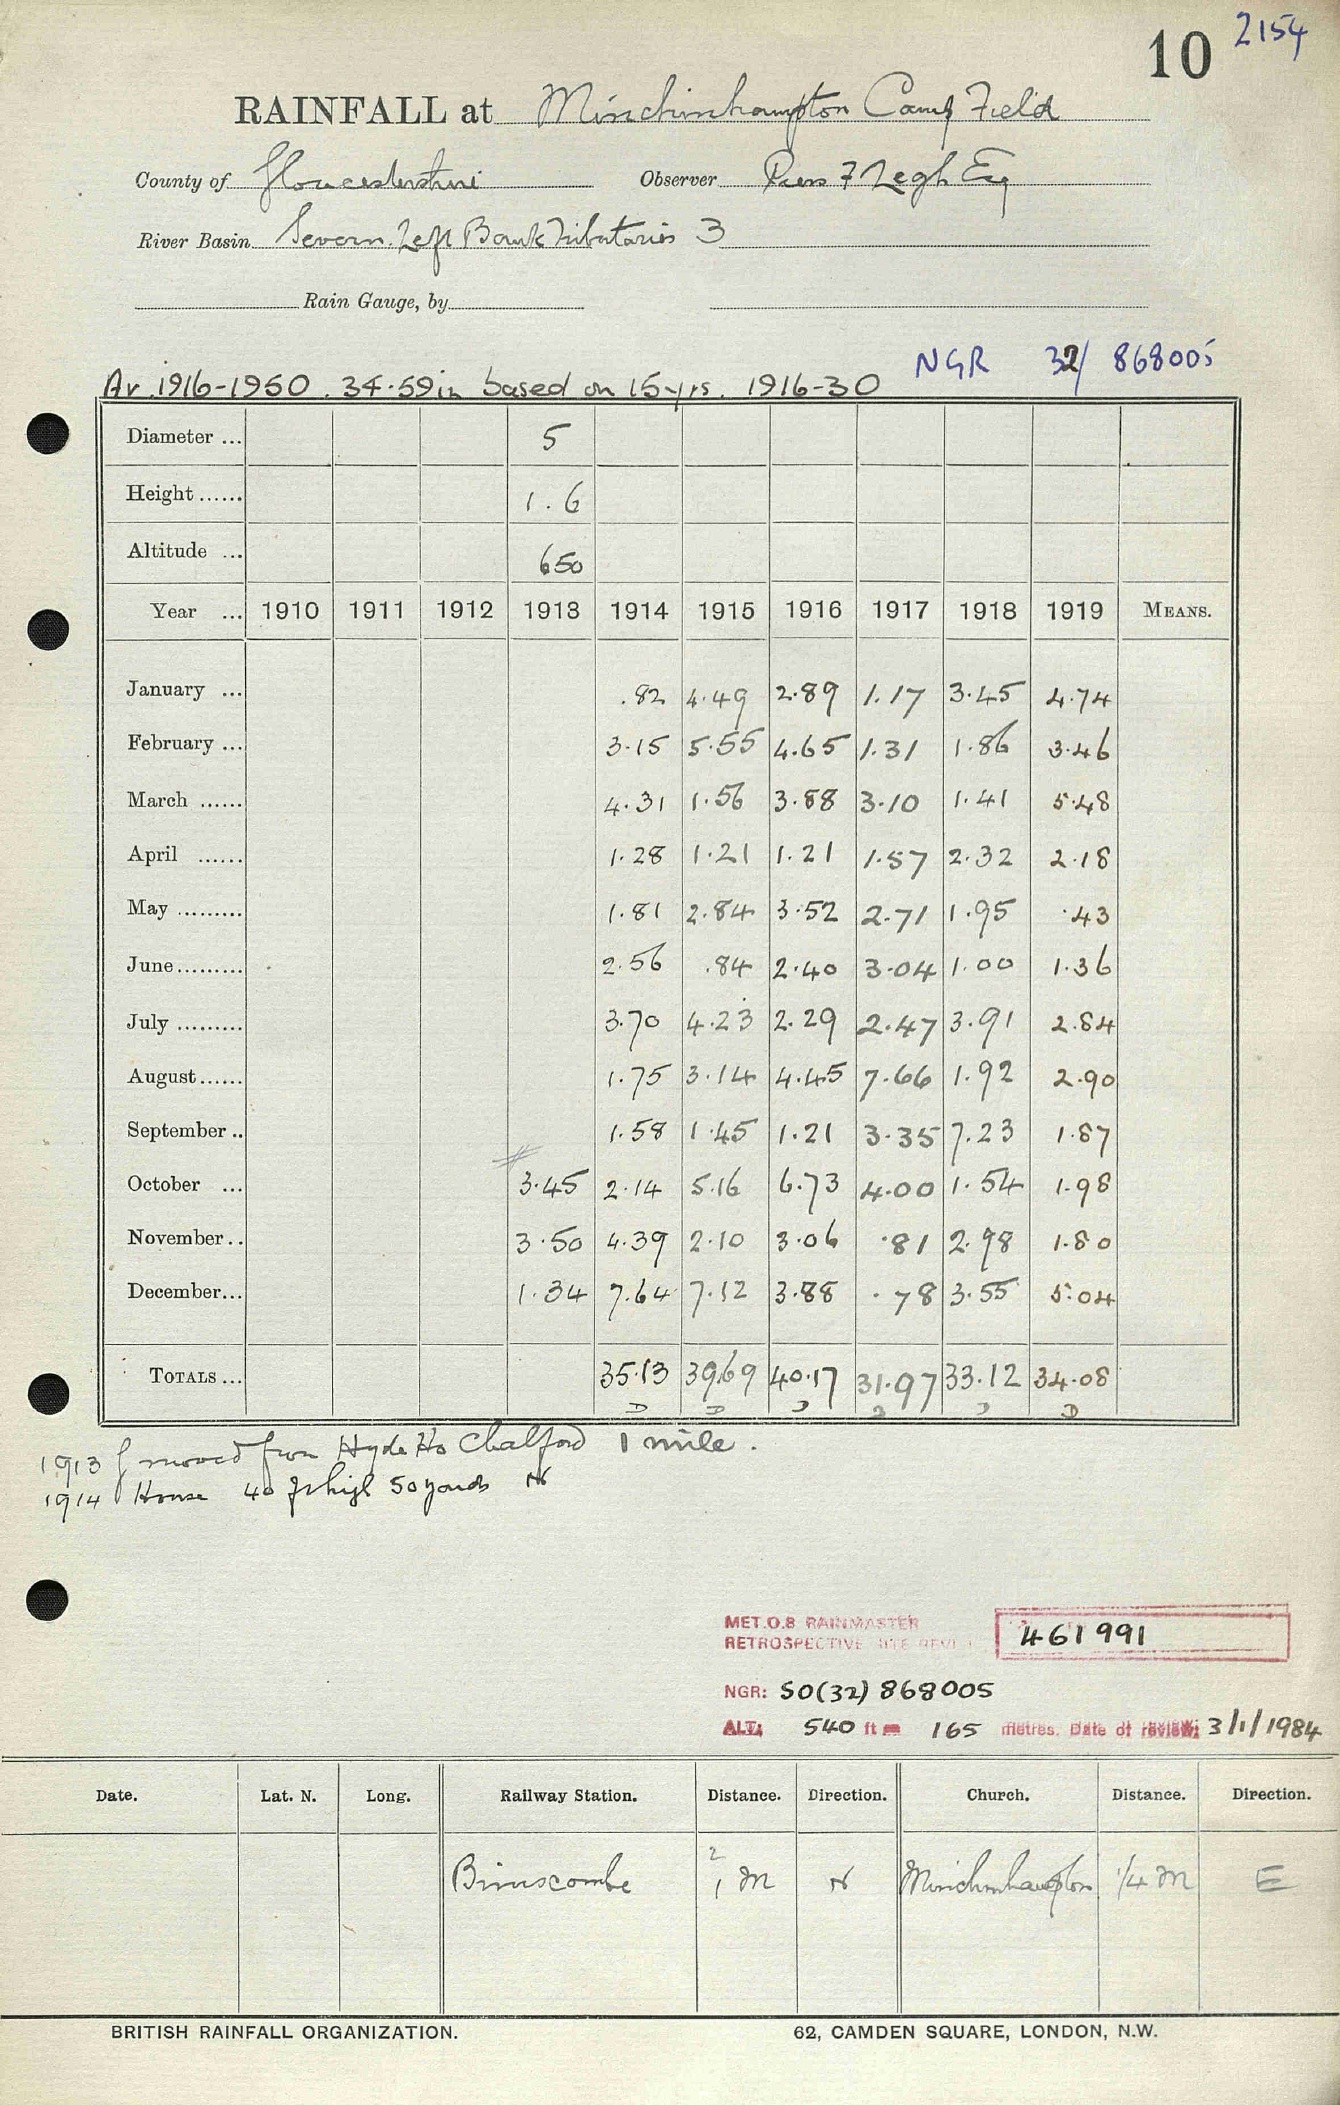 10 2154
RAINFALL at Minchinhampton Camp Field
County of Gloucestershire Observer Piers F Legh Esq
River Basin Severn. Left Bank Tributaries 3
Rain Gauge, by
NGR 32/ 868005
Av. 1916-1950. 34.59in based on 15yrs. 1916-30
Diameter ... 5
Height ...... 1.6
Altitude ... 650
Year ... 1910 1911 1912 1913 1914 1915 1916 1917 1918 1919 MEANS.
January ... .82 4.49 2.89 1.17 3.45 4.74
February ... 3.15 5.55 4.65 1.31 1.86 3.46
March ...... 4.31 1.56 3.88 3.10 1.41 5.48
April ...... 1.28 1.21 1.21 1.57 2.32 2.18
May ......... 1.81 2.84 3.52 2.71 1.95 .43
June ......... 2.56 .84 2.40 3.04 1.00 1.36
July ......... 3.70 4.23 2.29 2.47 3.91 2.84
August ...... 1.75 3.14 4.45 7.66 1.92 2.90
September .. 1.58 1.45 1.21 3.35 7.23 1.87
October ... 3.45 2.14 5.16 6.73 4.00 1.54 1.98
November .. 3.50 4.39 2.10 3.06 .81 2.98 1.80
December ... 1.34 7.64 7.12 3.88 .78 3.55 5.04
TOTALS ... 35.13 39.69 40.17 31.97 33.12 34.08
D D D D D D
1913 { moved from Hyde Ho Chalford 1 mile.
1914 House 40 ft high 50 yards N
MET.O.8 RAINMASTER
RETROSPECTIVE SITE REVIEW 461991
NGR: SO(32) 868005
ALT: 540 ft = 165 metres. Date of review: 3/1/1984
Date. Lat. N. Long. Railway Station. Distance. Direction. Church. Distance. Direction.
Brimscombe 1 2 M N Minchinhampton 1/4 M E
BRITISH RAINFALL ORGANIZATION. 62, CAMDEN SQUARE, LONDON, N.W.